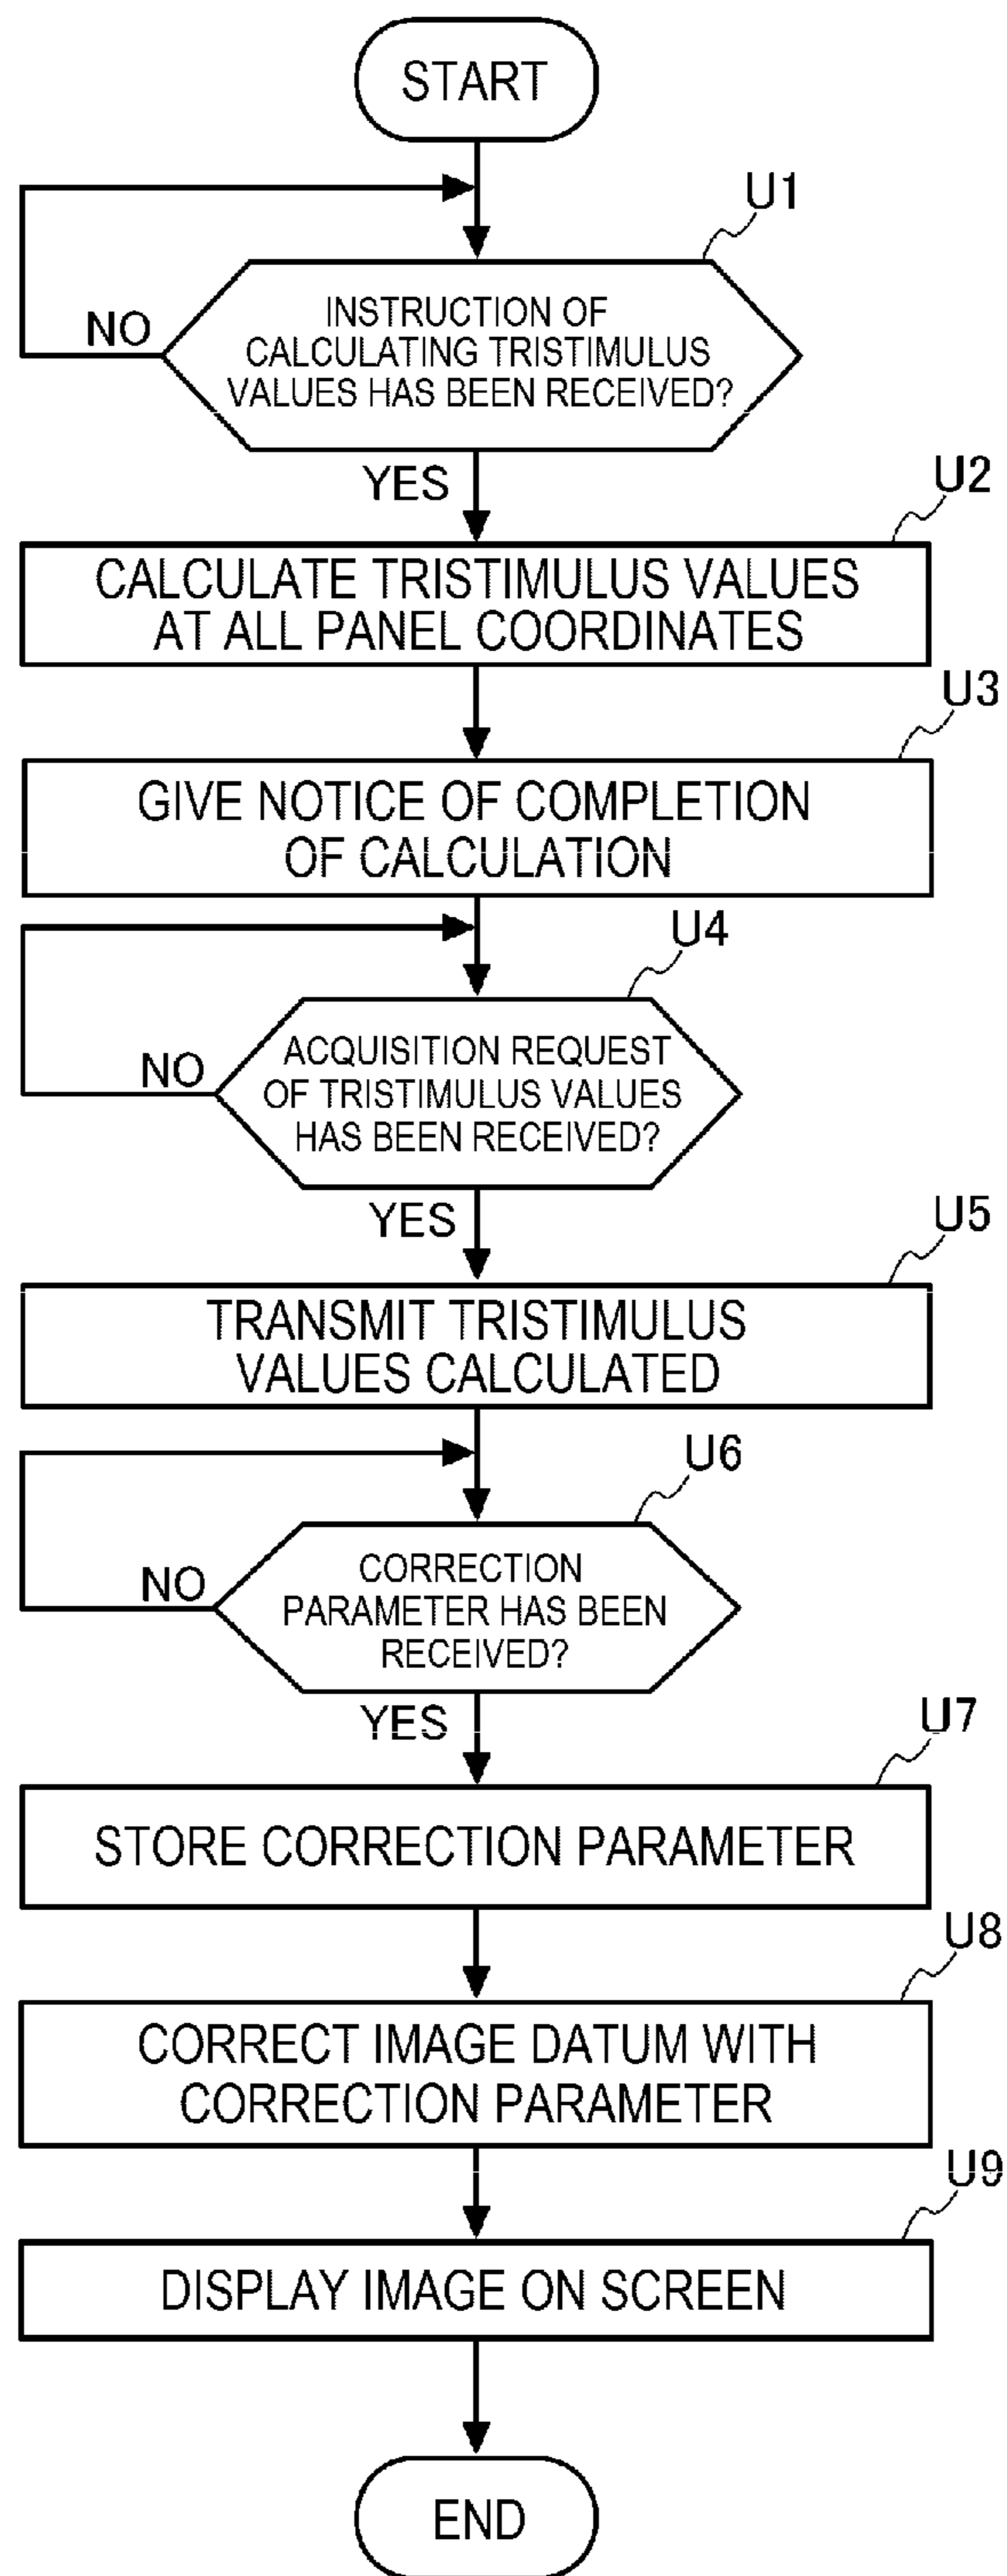 START
U1
INSTRUCTION OF
CALCULATING TRISTIMULUS
VALUES HAS BEEN RECEIVED?
NO
YES
U2
CALCULATE TRISTIMULUS VALUES
AT ALL PANEL COORDINATES
U3
GIVE NOTICE OF COMPLETION
OF CALCULATION
U4
ACQUISITION REQUEST
OF TRISTIMULUS VALUES
HAS BEEN RECEIVED?
NO
YES
U5
TRANSMIT TRISTIMULUS
VALUES CALCULATED
U6
CORRECTION
PARAMETER HAS BEEN
RECEIVED?
NO
YES
U7
STORE CORRECTION PARAMETER
U8
CORRECT IMAGE DATUM WITH
CORRECTION PARAMETER
U9
DISPLAY IMAGE ON SCREEN
END